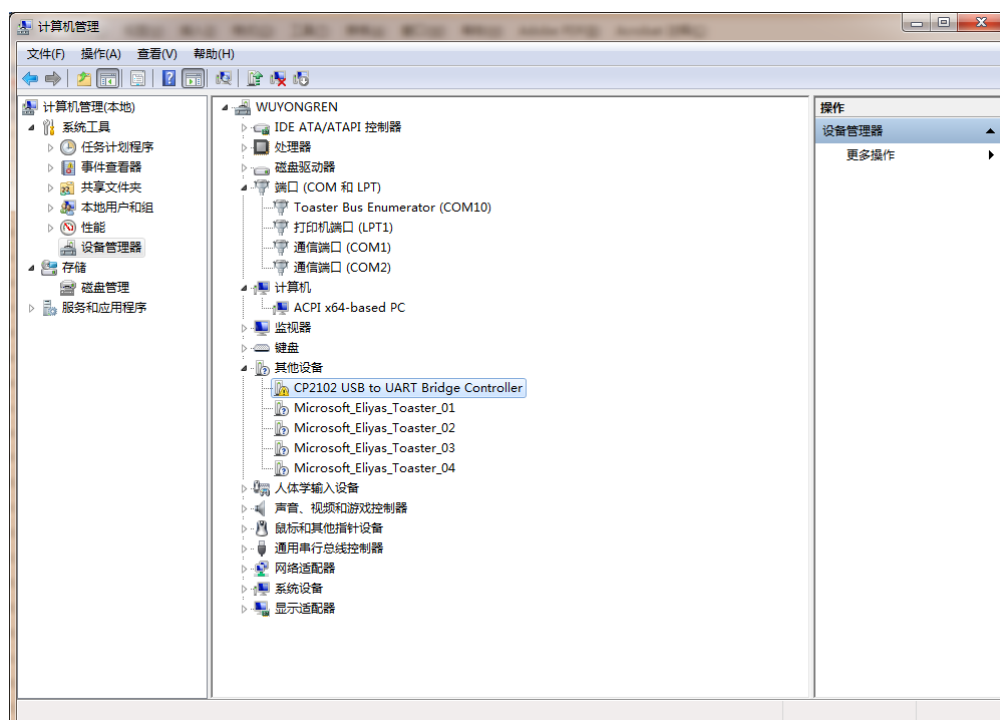 计算机管理
文件(F) 操作(A) 查看(V) 帮助(H)
计算机管理(本地)
系统工具
任务计划程序
事件查看器
共享文件夹
本地用户和组
性能
设备管理器
存储
磁盘管理
服务和应用程序
WUYONGREN
IDE ATA/ATAPI 控制器
处理器
磁盘驱动器
端口 (COM 和 LPT)
Toaster Bus Enumerator (COM10)
打印机端口 (LPT1)
通信端口 (COM1)
通信端口 (COM2)
计算机
ACPI x64-based PC
监视器
键盘
其他设备
CP2102 USB to UART Bridge Controller
Microsoft_Eliyas_Toaster_01
Microsoft_Eliyas_Toaster_02
Microsoft_Eliyas_Toaster_03
Microsoft_Eliyas_Toaster_04
人体学输入设备
声音、视频和游戏控制器
鼠标和其他指针设备
通用串行总线控制器
网络适配器
系统设备
显示适配器
操作
设备管理器
更多操作